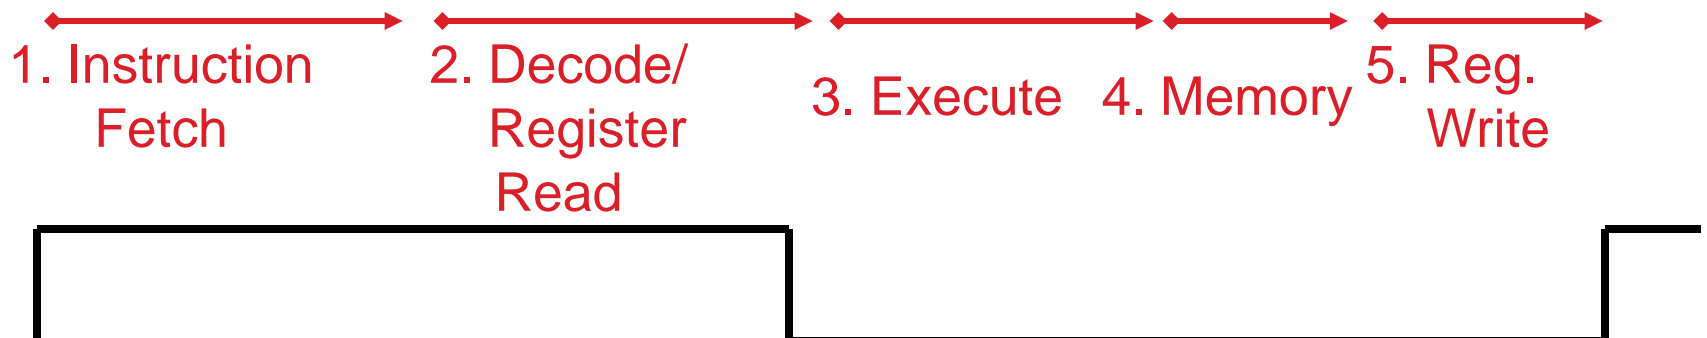 1. Instruction
Fetch
2. Decode/
Register
Read
3. Execute
4. Memory
5. Reg.
Write